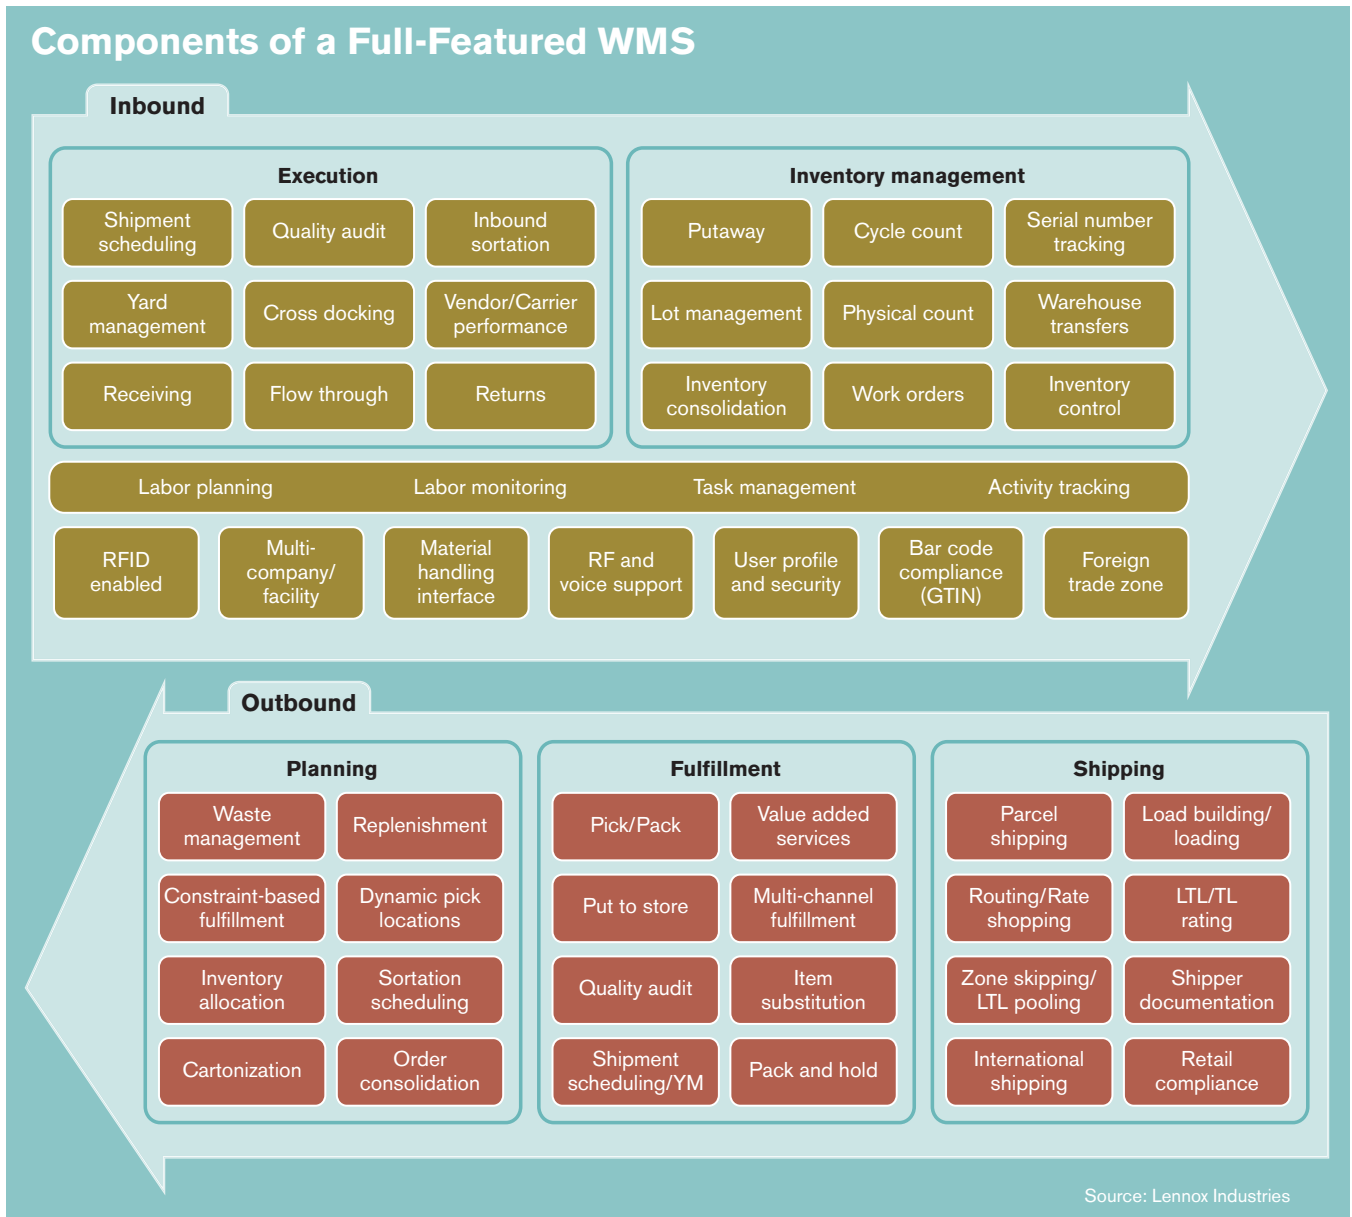 Components of a Full-Featured WMS
Inbound
Execution
Shipment
scheduling
Quality audit
Inbound
sortation
Yard
management
Cross docking
Vendor/Carrier
performance
Receiving
Flow through
Returns
Inventory management
Putaway
Cycle count
Serial number
tracking
Lot management
Physical count
Warehouse
transfers
Inventory
consolidation
Work orders
Inventory
control
Labor planning
Labor monitoring
Task management
Activity tracking
RFID
enabled
Multi-
company/
facility
Material
handling
interface
RF and
voice support
User profile
and security
Bar code
compliance
(GTIN)
Foreign
trade zone
Outbound
Planning
Waste
management
Replenishment
Constraint-based
fulfillment
Dynamic pick
locations
Inventory
allocation
Sortation
scheduling
Cartonization
Order
consolidation
Fulfillment
Pick/Pack
Value added
services
Put to store
Multi-channel
fulfillment
Quality audit
Item
substitution
Shipment
scheduling/YM
Pack and hold
Shipping
Parcel
shipping
Load building/
loading
Routing/Rate
shopping
LTL/TL
rating
Zone skipping/
LTL pooling
Shipper
documentation
International
shipping
Retail
compliance
Source: Lennox Industries